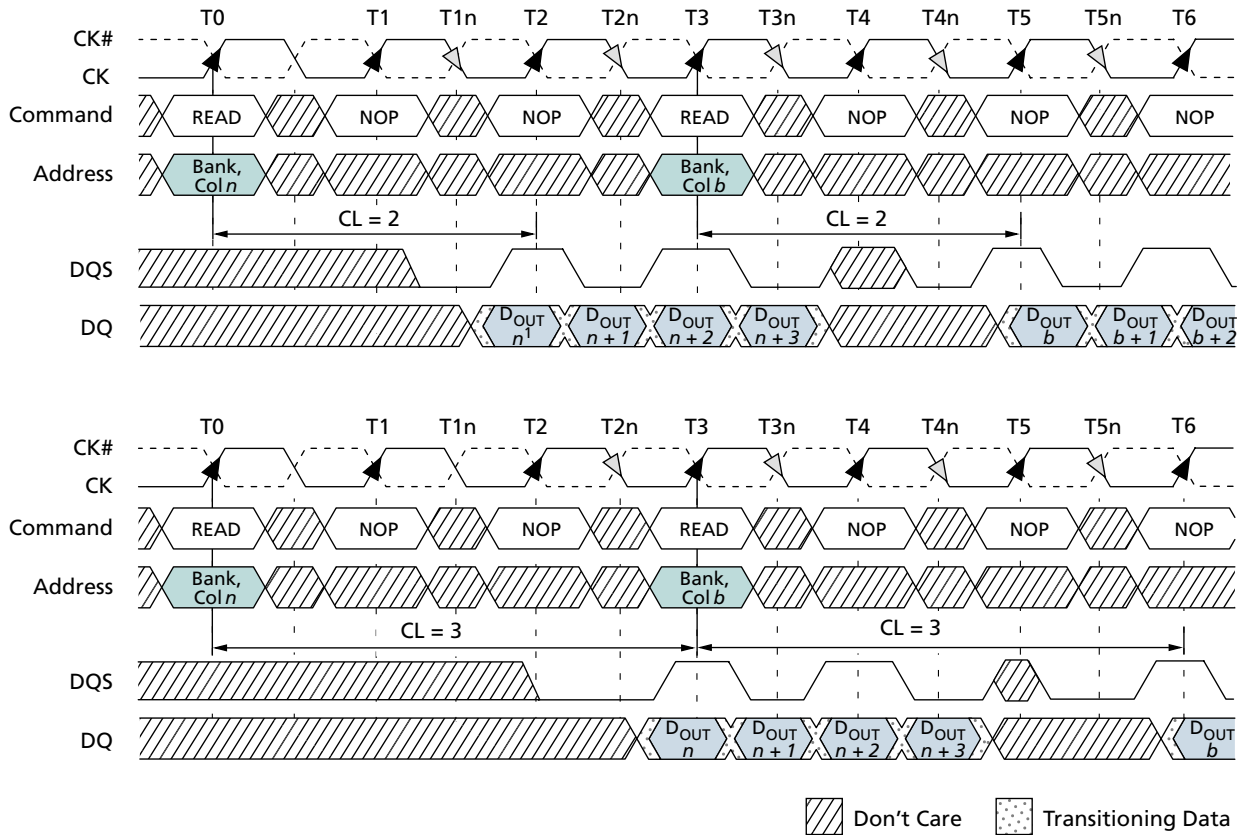 T0 T1 T1n T2 T2n T3 T3n T4 T4n T5 T5n T6
CK#
CK
Command READ NOP NOP READ NOP NOP NOP
Address Bank, Col n Bank, Col b
CL = 2 CL = 2
DQS
DQ DOUT n1 DOUT n + 1 DOUT n + 2 DOUT n + 3 DOUT b DOUT b + 1 DOUT b + 2
T0 T1 T1n T2 T2n T3 T3n T4 T4n T5 T5n T6
CK#
CK
Command READ NOP NOP READ NOP NOP NOP
Address Bank, Col n Bank, Col b
CL = 3 CL = 3
DQS
DQ DOUT n DOUT n + 1 DOUT n + 2 DOUT n + 3 DOUT b
Don't Care Transitioning Data